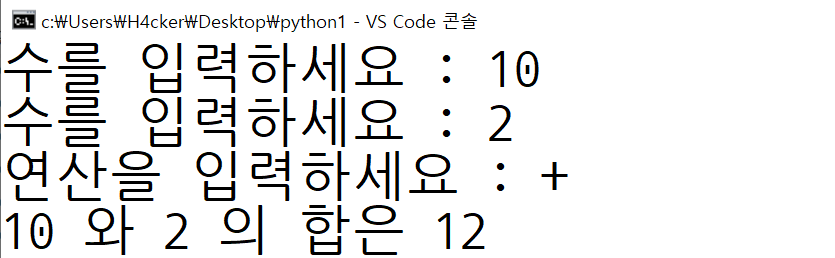 c:\Users\H4cker\Desktop\python1 - VS Code 콘솔
수를 입력하세요 : 10
수를 입력하세요 : 2
연산을 입력하세요 : +
10 와 2 의 합은 12